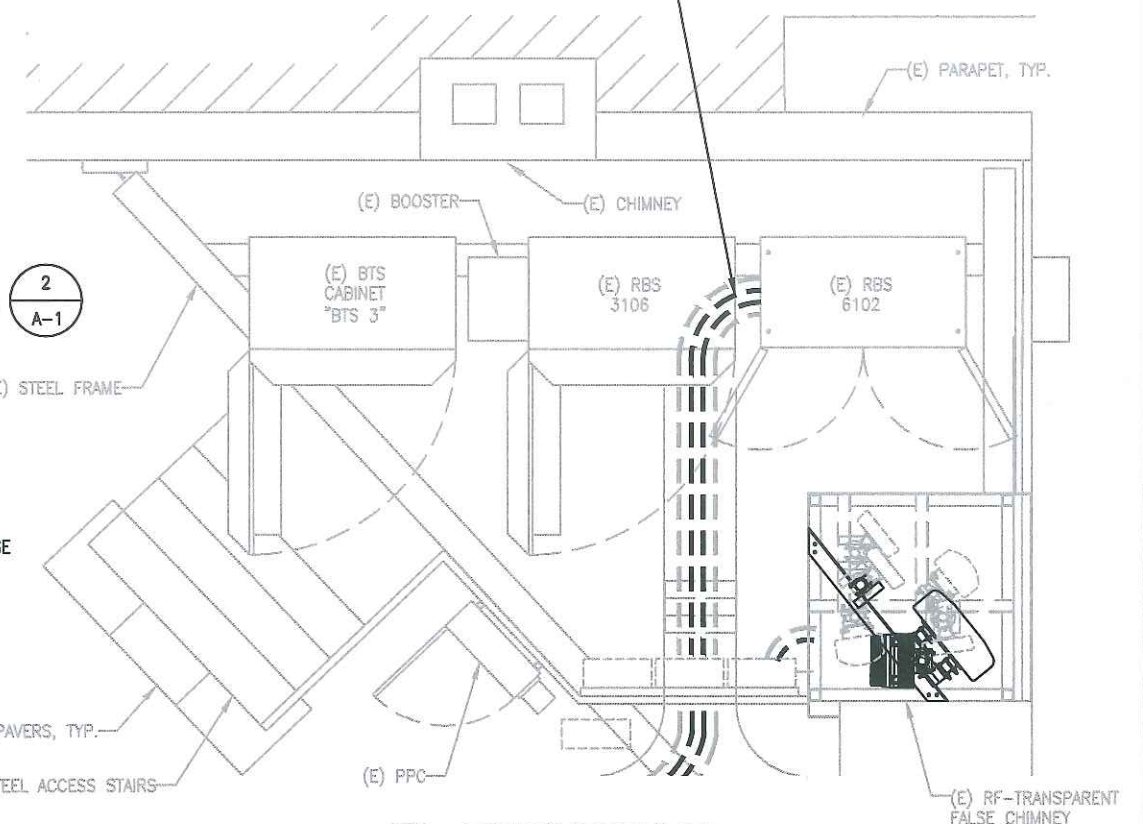 (E) PARAPET, TYP.
(E) BOOSTER
(E) CHIMNEY
2
A-1
(E) BTS
CABINET
"BTS 3"
(E) RBS
3106
(E) RBS
6102
STEEL FRAME
PAVERS, TYP.
ACCESS STAIRS
(E) PPC
(E) RF-TRANSPARENT
FALSE CHIMNEY